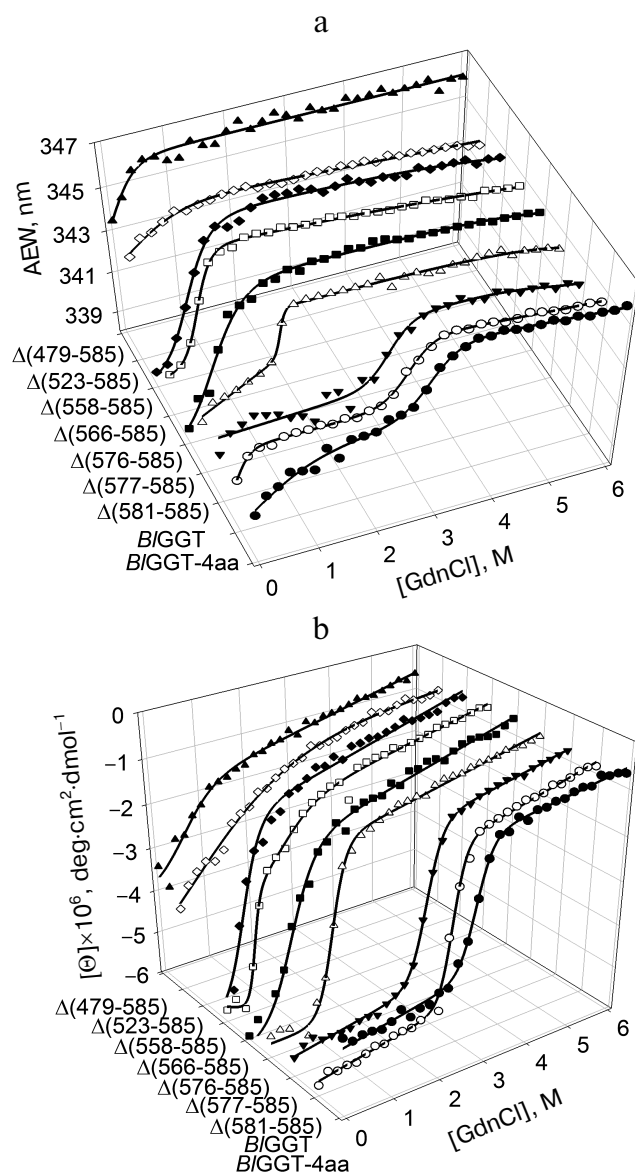 a
347
345
343
341
339
AEW, nm
Δ(479-585)
Δ(523-585)
Δ(558-585)
Δ(566-585)
Δ(576-585)
Δ(577-585)
Δ(581-585)
BlGGT
BlGGT-4aa
0
1
2
3
4
5
6
[GdnCl], M
b
0
−1
−2
−3
−4
−5
−6
[Θ]×10⁶, deg·cm²·dmol⁻¹
Δ(479-585)
Δ(523-585)
Δ(558-585)
Δ(566-585)
Δ(576-585)
Δ(577-585)
Δ(581-585)
BlGGT
BlGGT-4aa
0
1
2
3
4
5
6
[GdnCl], M